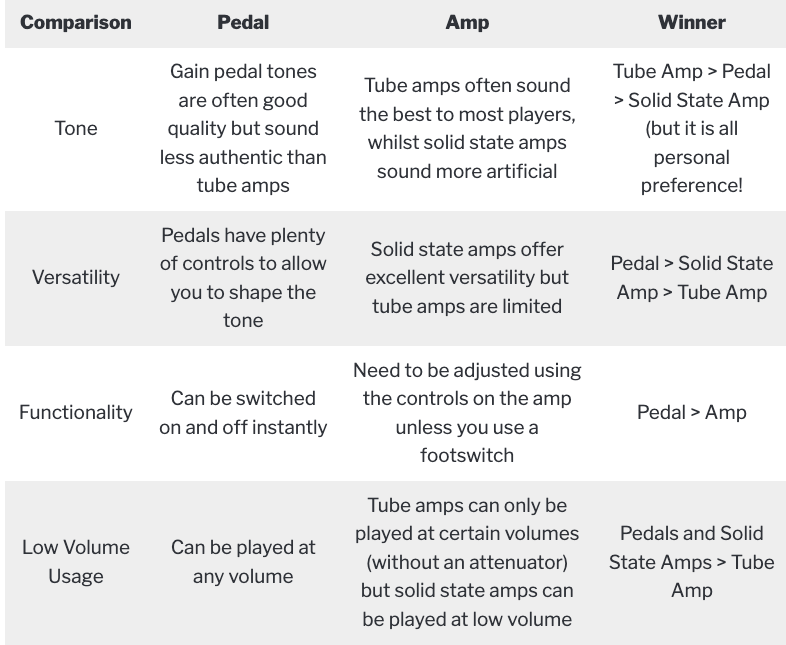 Comparison Pedal Amp Winner
Tone
Gain pedal tones
are often good
quality but sound
less authentic than
tube amps
Tube amps often sound
the best to most players,
whilst solid state amps
sound more artificial
Tube Amp > Pedal
> Solid State Amp
(but it is all
personal
preference!
Versatility
Pedals have plenty
of controls to allow
you to shape the
tone
Solid state amps offer
excellent versatility but
tube amps are limited
Pedal > Solid State
Amp > Tube Amp
Functionality
Can be switched
on and off instantly
Need to be adjusted using
the controls on the amp
unless you use a
footswitch
Pedal > Amp
Low Volume
Usage
Can be played at
any volume
Tube amps can only be
played at certain volumes
(without an attenuator)
but solid state amps can
be played at low volume
Pedals and Solid
State Amps > Tube
Amp